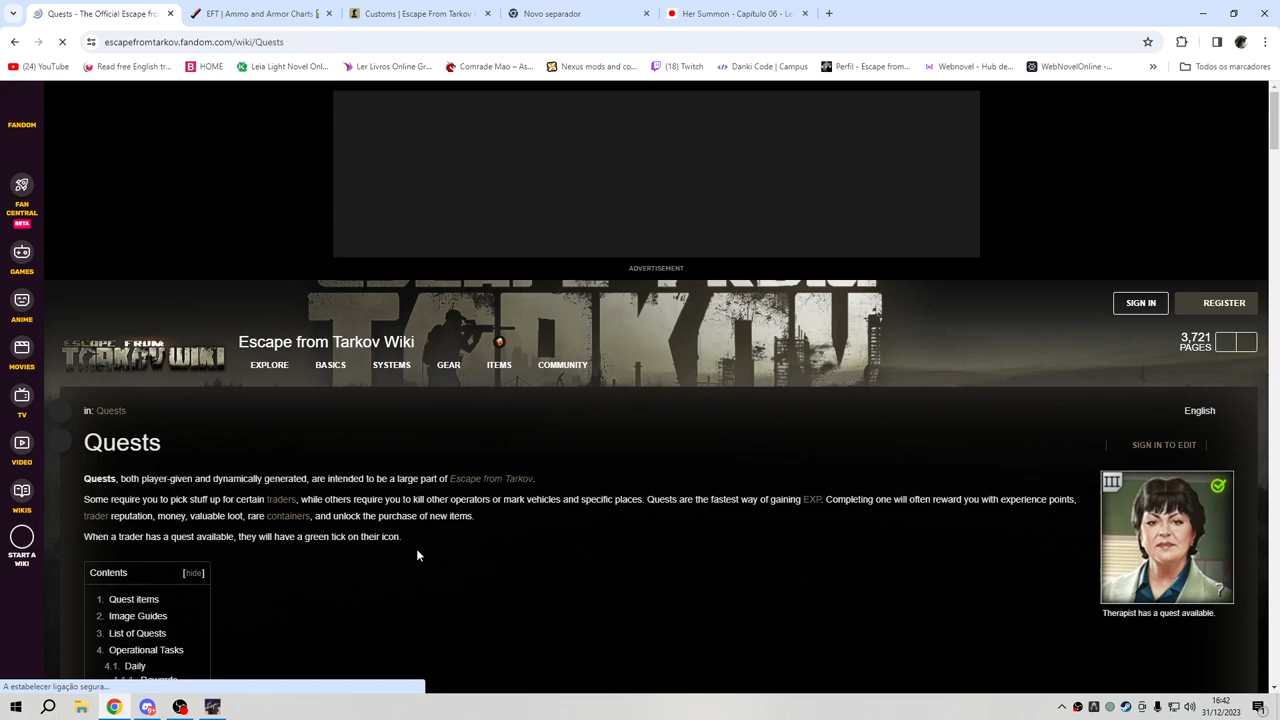 Quests - The Official Escape from
EFT | Ammo and Armor Charts
Customs | Escape From Tarkov
Novo separador
Her Summon - Capítulo 06 - Le
escapefromtarkov.fandom.com/wiki/Quests
(24) YouTube
Read free English tr...
HOME
Leia Light Novel Onl...
Ler Livros Online Gr...
Comrade Mao – As...
Nexus mods and co...
(18) Twitch
Danki Code | Campus
Perfil - Escape from...
Webnovel - Hub de...
WebNovelOnline -...
Todos os marcadores
FANDOM
FAN
CENTRAL
BETA
GAMES
ANIME
MOVIES
TV
VIDEO
WIKIS
START A
WIKI
ADVERTISEMENT
ESCAPE FROM
TARKOV
SIGN IN
REGISTER
ESCAPE FROM
TARKOV WIKI
Escape from Tarkov Wiki
3,721
PAGES
EXPLORE
BASICS
SYSTEMS
GEAR
ITEMS
COMMUNITY
in: Quests
English
Quests
SIGN IN TO EDIT
Quests, both player-given and dynamically generated, are intended to be a large part of Escape from Tarkov.
Some require you to pick stuff up for certain traders, while others require you to kill other operators or mark vehicles and specific places. Quests are the fastest way of gaining EXP. Completing one will often reward you with experience points,
trader reputation, money, valuable loot, rare containers, and unlock the purchase of new items.
When a trader has a quest available, they will have a green tick on their icon.
III
?
Therapist has a quest available.
Contents [hide]
1. Quest items
2. Image Guides
3. List of Quests
4. Operational Tasks
4.1. Daily
A estabelecer ligação segura...
16:42
31/12/2023